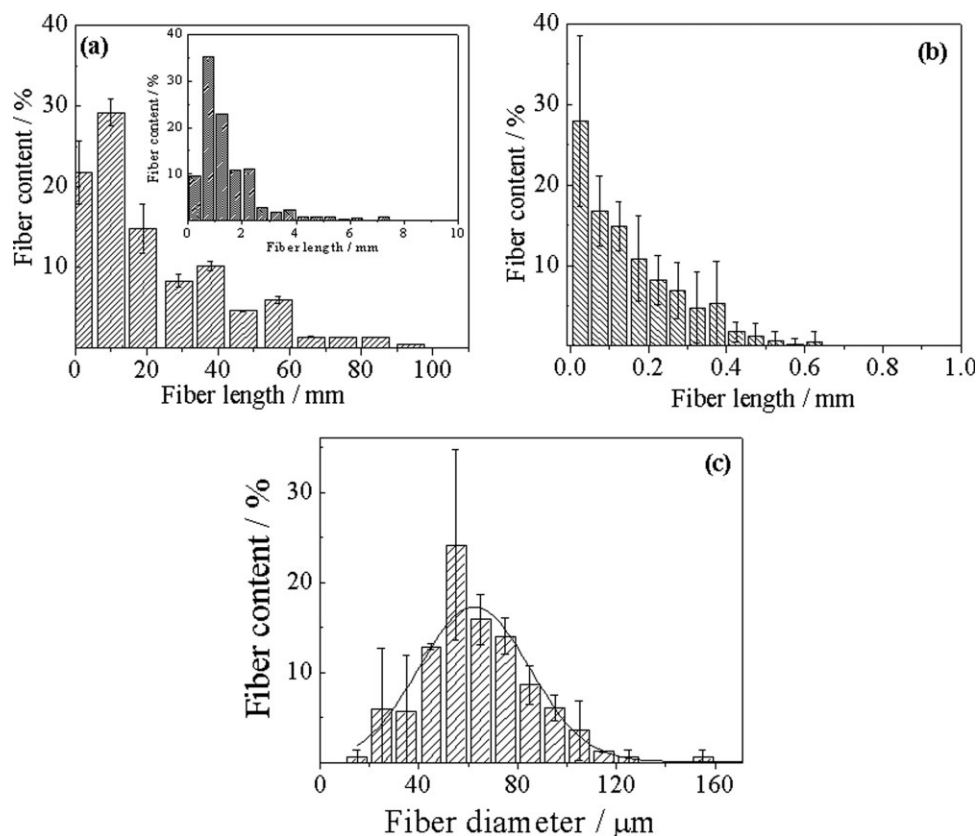 (a)
Fiber content / %
40
30
20
10
0 20 40 60 80 100
Fiber length / mm
Fiber content / %
40
30
20
10
0 2 4 6 8 10
Fiber length / mm
(b)
Fiber content / %
40
30
20
10
0.0 0.2 0.4 0.6 0.8 1.0
Fiber length / mm
(c)
Fiber content / %
30
20
10
0 40 80 120 160
Fiber diameter / μm